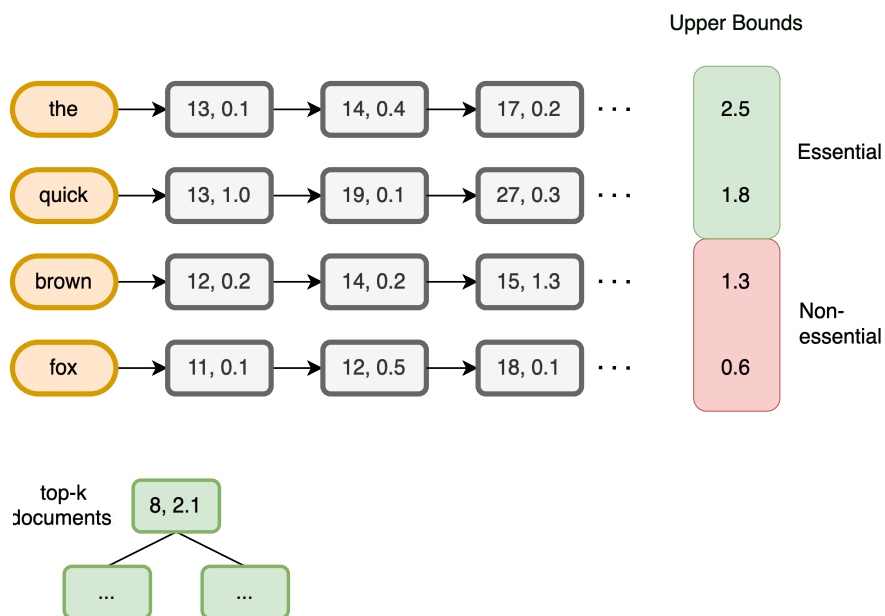 Upper Bounds
the 13, 0.1 14, 0.4 17, 0.2 · · · 2.5
Essential
quick 13, 1.0 19, 0.1 27, 0.3 · · · 1.8
brown 12, 0.2 14, 0.2 15, 1.3 · · · 1.3
Non-
essential
fox 11, 0.1 12, 0.5 18, 0.1 · · · 0.6
top-k
documents
8, 2.1
... ...